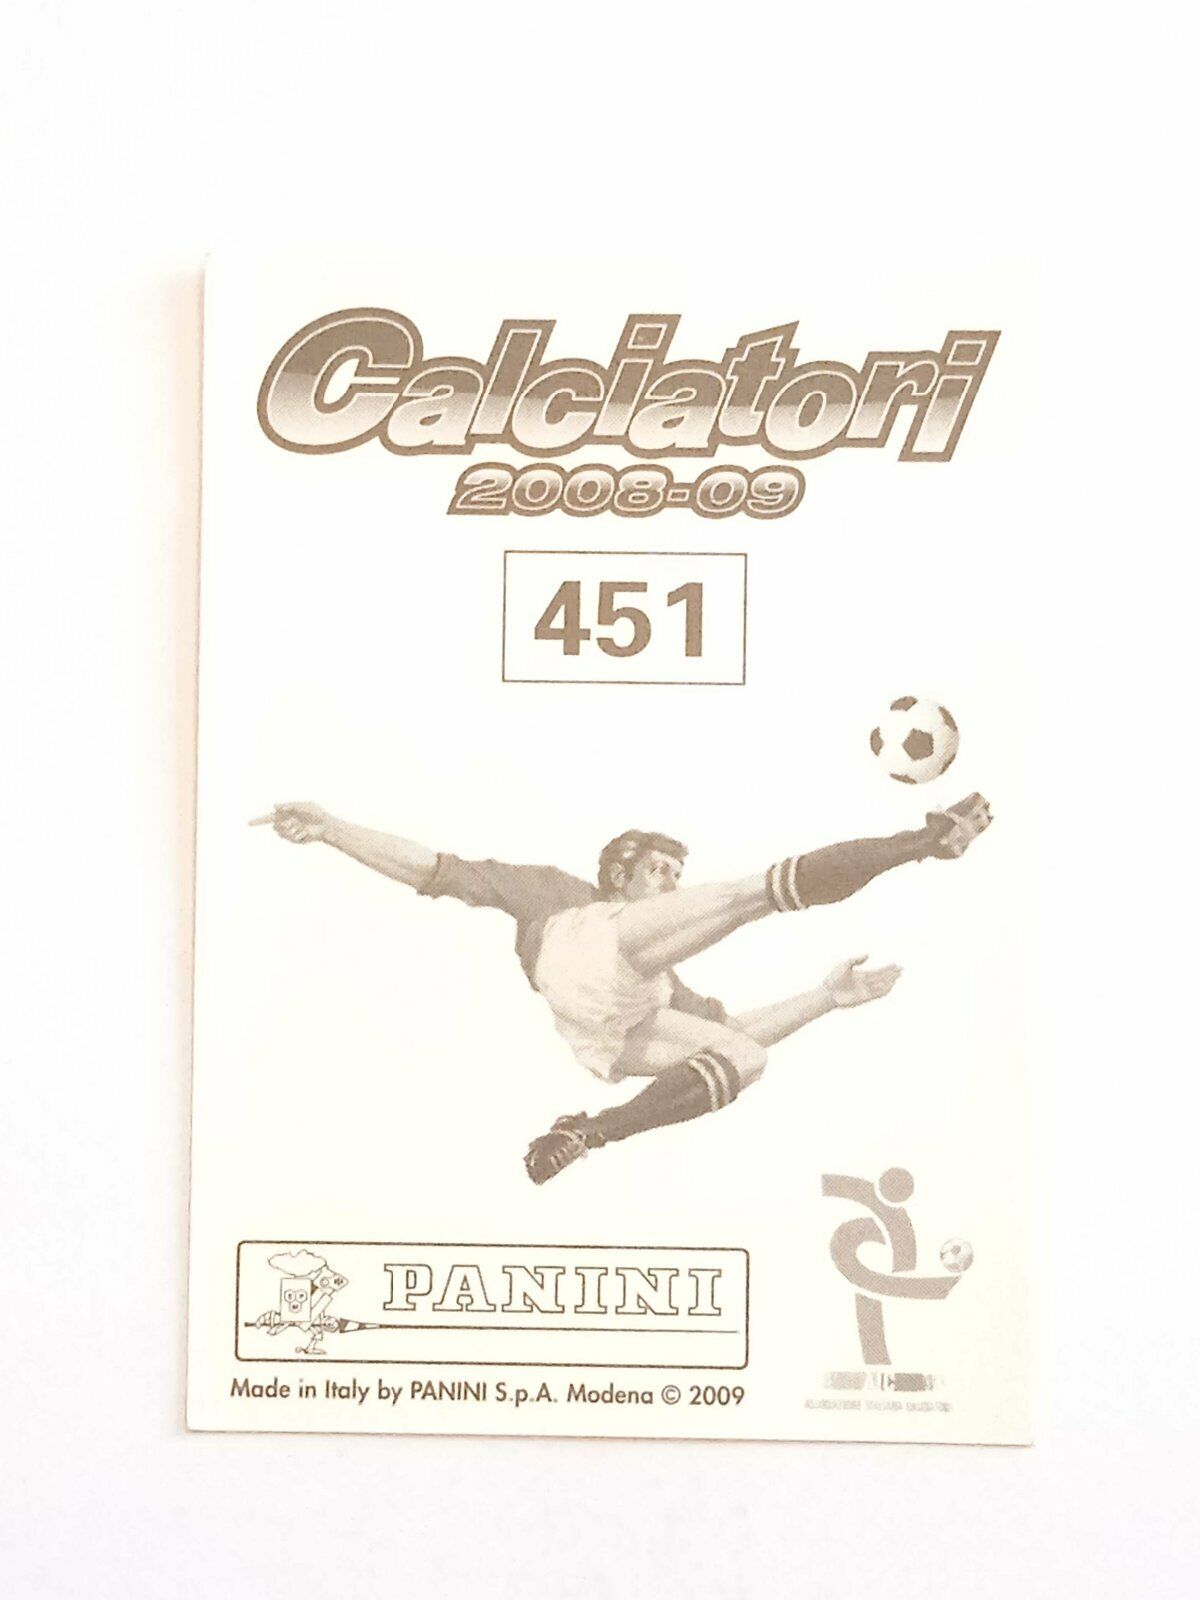 Calciatori
2008-09
451
PANINI
Made in Italy by PANINI S.p.A. Modena © 2009